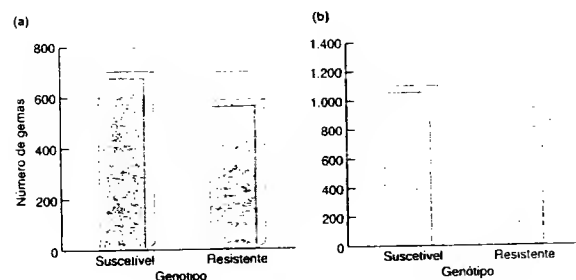 (a)
Número de gemas
800
600
400
200
0
Suscetível Resistente
Genotipo
(b)
1.400
1.200
1.000
800
600
400
200
0
Suscetível Resistente
Genótipo